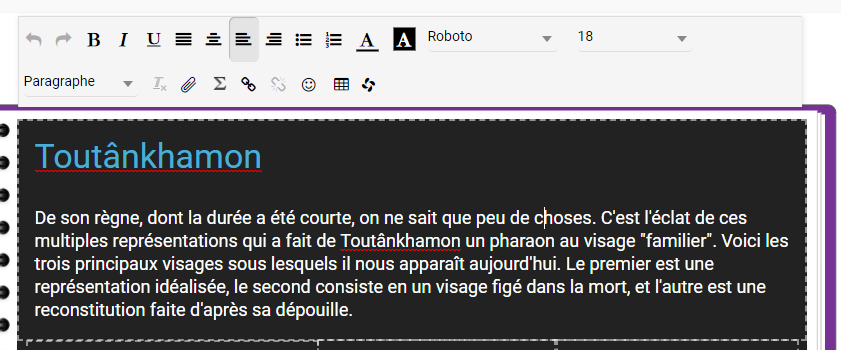 B I U A A Roboto 18
Paragraphe Σ
Toutânkhamon
De son règne, dont la durée a été courte, on ne sait que peu de choses. C'est l'éclat de ces
multiples représentations qui a fait de Toutânkhamon un pharaon au visage "familier". Voici les
trois principaux visages sous lesquels il nous apparaît aujourd'hui. Le premier est une
représentation idéalisée, le second consiste en un visage figé dans la mort, et l'autre est une
reconstitution faite d'après sa dépouille.